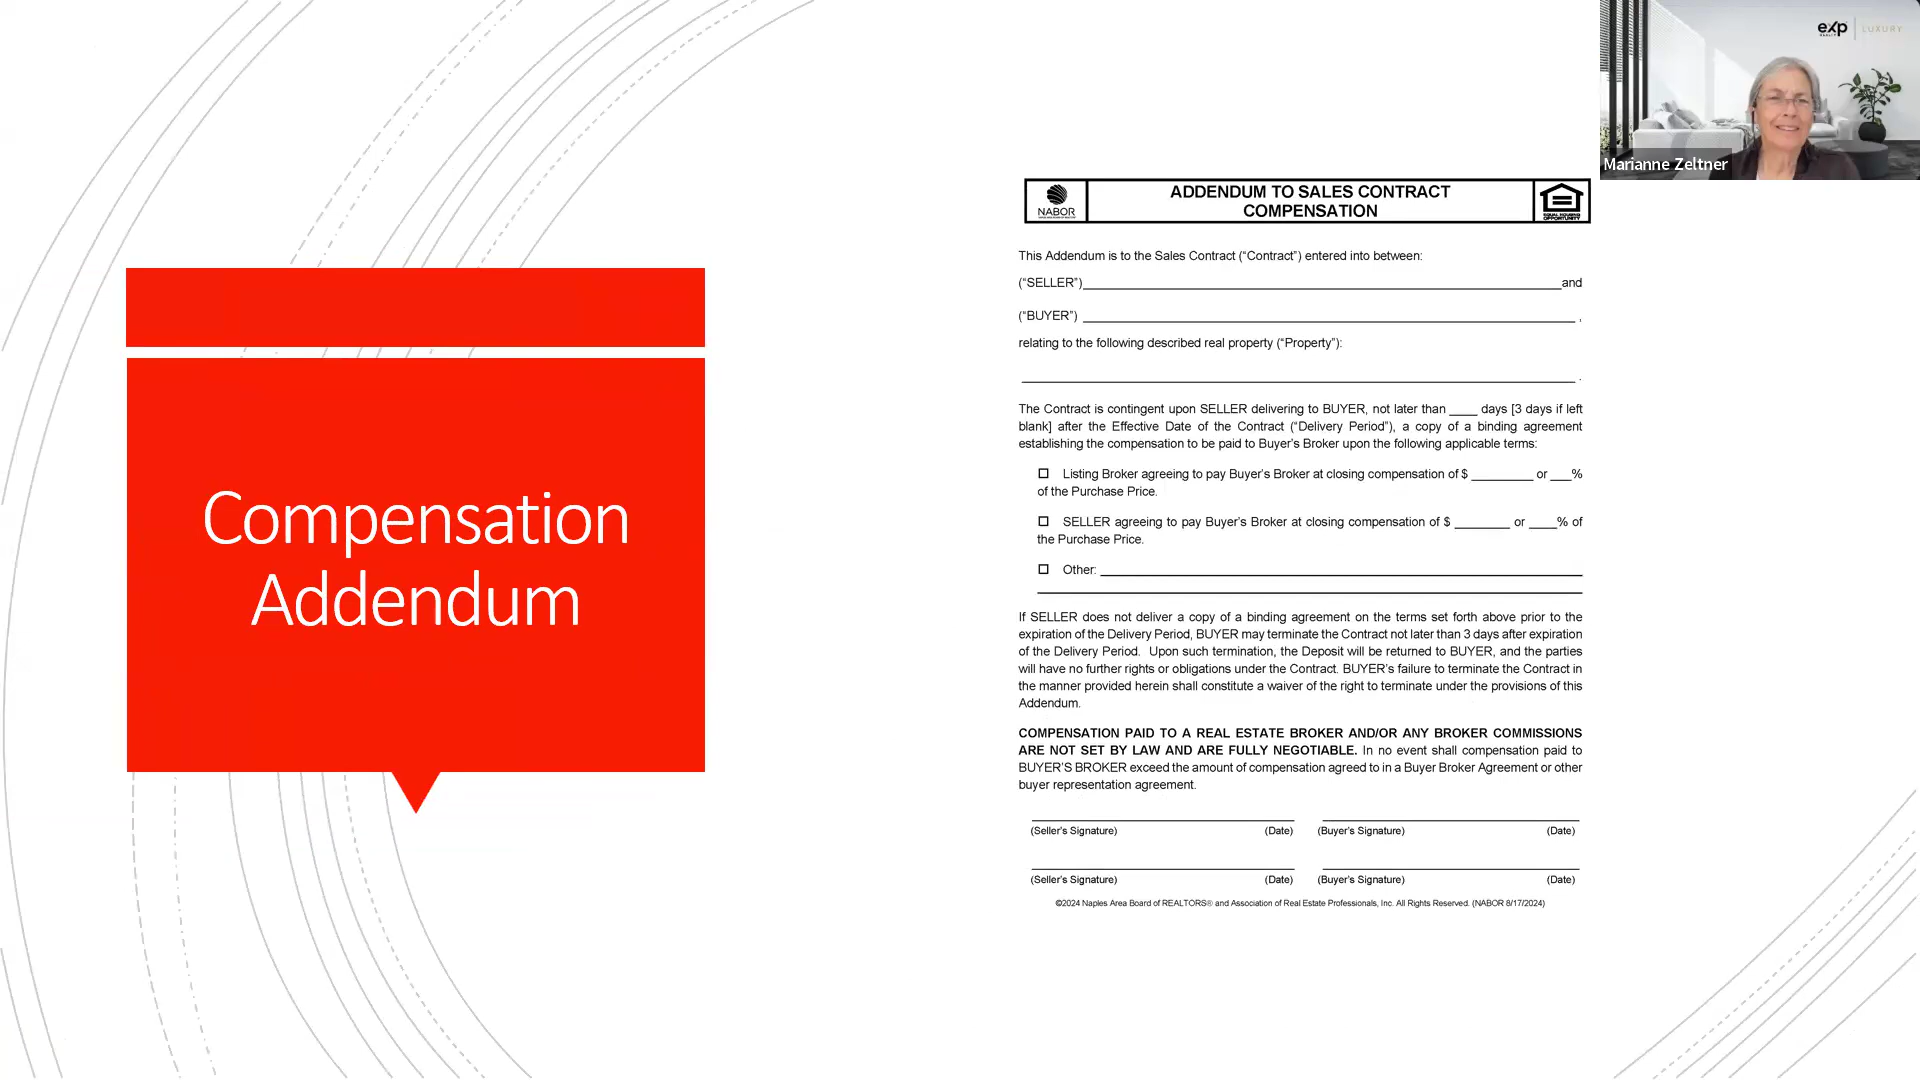 exp
REALTY
LUXURY
Marianne Zeltner
Compensation
Addendum
NABOR
ADDENDUM TO SALES CONTRACT
COMPENSATION
EQUAL HOUSING
OPPORTUNITY
This Addendum is to the Sales Contract (“Contract”) entered into between:
(“SELLER”)____and
(“BUYER”) ____ ,
relating to the following described real property (“Property”):
____ .
The Contract is contingent upon SELLER delivering to BUYER, not later than ____ days [3 days if left
blank] after the Effective Date of the Contract (“Delivery Period”), a copy of a binding agreement
establishing the compensation to be paid to Buyer’s Broker upon the following applicable terms:
☐ Listing Broker agreeing to pay Buyer’s Broker at closing compensation of $ _________ or ___%
of the Purchase Price.
☐ SELLER agreeing to pay Buyer’s Broker at closing compensation of $ ________ or ____% of
the Purchase Price.
☐ Other: ____
If SELLER does not deliver a copy of a binding agreement on the terms set forth above prior to the
expiration of the Delivery Period, BUYER may terminate the Contract not later than 3 days after expiration
of the Delivery Period. Upon such termination, the Deposit will be returned to BUYER, and the parties
will have no further rights or obligations under the Contract. BUYER’s failure to terminate the Contract in
the manner provided herein shall constitute a waiver of the right to terminate under the provisions of this
Addendum.
COMPENSATION PAID TO A REAL ESTATE BROKER AND/OR ANY BROKER COMMISSIONS
ARE NOT SET BY LAW AND ARE FULLY NEGOTIABLE. In no event shall compensation paid to
BUYER’S BROKER exceed the amount of compensation agreed to in a Buyer Broker Agreement or other
buyer representation agreement.
(Seller’s Signature) (Date) (Buyer’s Signature) (Date)
(Seller’s Signature) (Date) (Buyer’s Signature) (Date)
©2024 Naples Area Board of REALTORS® and Association of Real Estate Professionals, Inc. All Rights Reserved. (NABOR 8/17/2024)